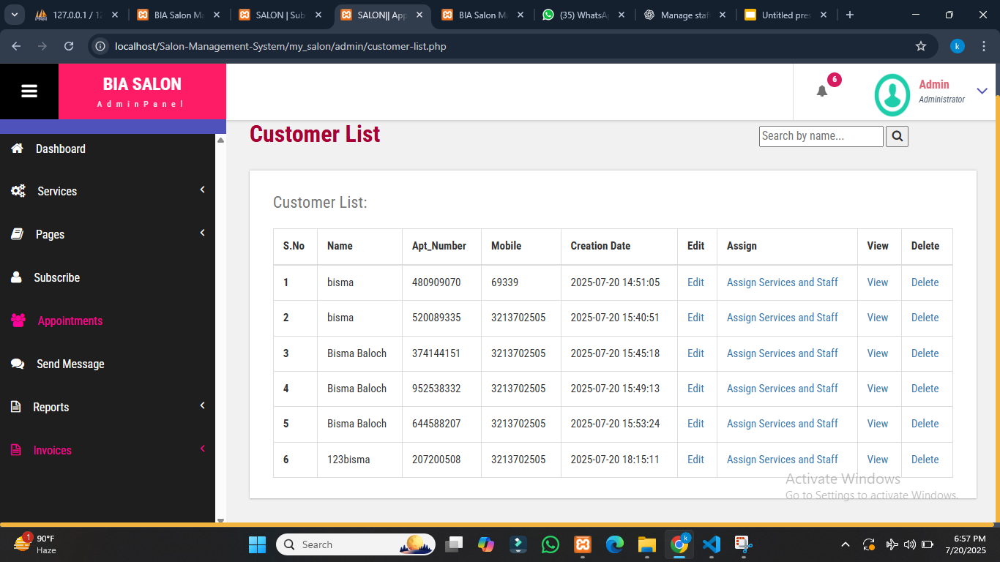 127.0.0.1 / 12
BIA Salon Ma
SALON | Sub
SALON|| App
BIA Salon Ma
(35) WhatsA
Manage staf
Untitled pres
localhost/Salon-Management-System/my_salon/admin/customer-list.php
k
BIA SALON
AdminPanel
6
Admin
Administrator
Dashboard
Services
Pages
Subscribe
Appointments
Send Message
Reports
Invoices
Customer List
Search by name...
Customer List:
S.No Name Apt_Number Mobile Creation Date Edit Assign View Delete
1 bisma 480909070 69339 2025-07-20 14:51:05 Edit Assign Services and Staff View Delete
2 bisma 520089335 3213702505 2025-07-20 15:40:51 Edit Assign Services and Staff View Delete
3 Bisma Baloch 374144151 3213702505 2025-07-20 15:45:18 Edit Assign Services and Staff View Delete
4 Bisma Baloch 952538332 3213702505 2025-07-20 15:49:13 Edit Assign Services and Staff View Delete
5 Bisma Baloch 644588207 3213702505 2025-07-20 15:53:24 Edit Assign Services and Staff View Delete
6 123bisma 207200508 3213702505 2025-07-20 18:15:11 Edit Assign Services and Staff View Delete
Activate Windows
Go to Settings to activate Windows.
1
90°F
Haze
Search
k
6:57 PM
7/20/2025